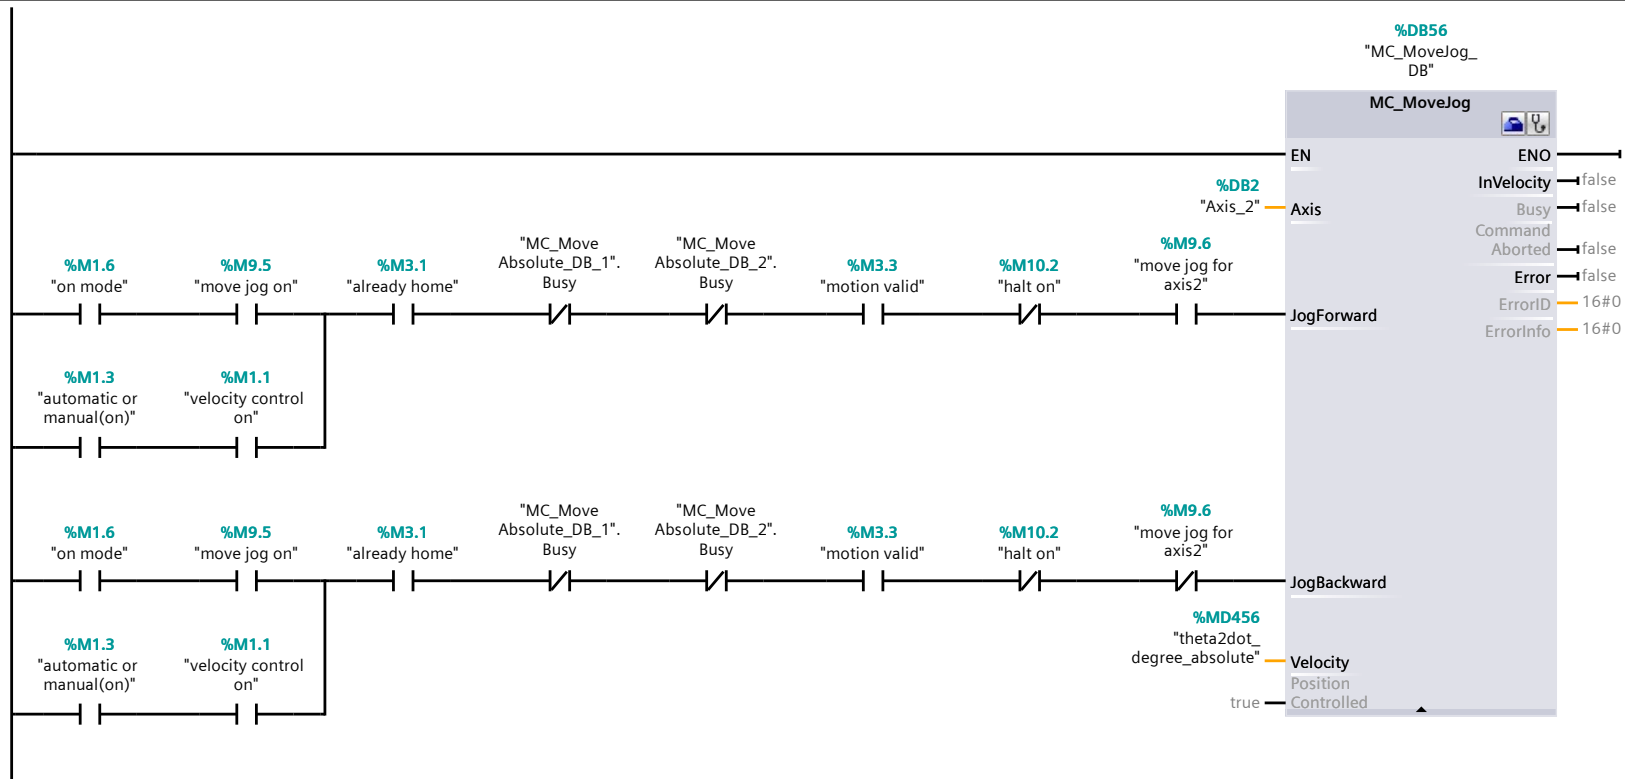 %DB56
"MC_MoveJog_
DB"
MC_MoveJog
EN
ENO
InVelocity
false
%DB2
"Axis_2"
Axis
Busy
false
Command
Aborted
false
Error
false
ErrorID
16#0
ErrorInfo
16#0
%M1.6
"on mode"
%M9.5
"move jog on"
%M3.1
"already home"
"MC_Move
Absolute_DB_1".
Busy
"MC_Move
Absolute_DB_2".
Busy
%M3.3
"motion valid"
%M10.2
"halt on"
%M9.6
"move jog for
axis2"
JogForward
%M1.3
"automatic or
manual(on)"
%M1.1
"velocity control
on"
%M1.6
"on mode"
%M9.5
"move jog on"
%M3.1
"already home"
"MC_Move
Absolute_DB_1".
Busy
"MC_Move
Absolute_DB_2".
Busy
%M3.3
"motion valid"
%M10.2
"halt on"
%M9.6
"move jog for
axis2"
JogBackward
%M1.3
"automatic or
manual(on)"
%M1.1
"velocity control
on"
%MD456
"theta2dot_
degree_absolute"
Velocity
Position
Controlled
true